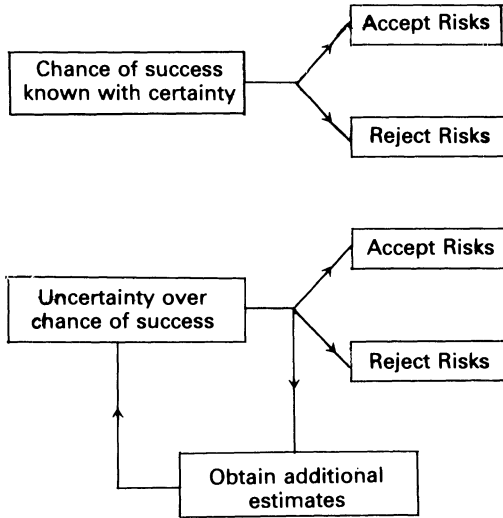 Accept Risks
Chance of success
known with certainty
Reject Risks
Accept Risks
Uncertainty over
chance of success
Reject Risks
Obtain additional
estimates